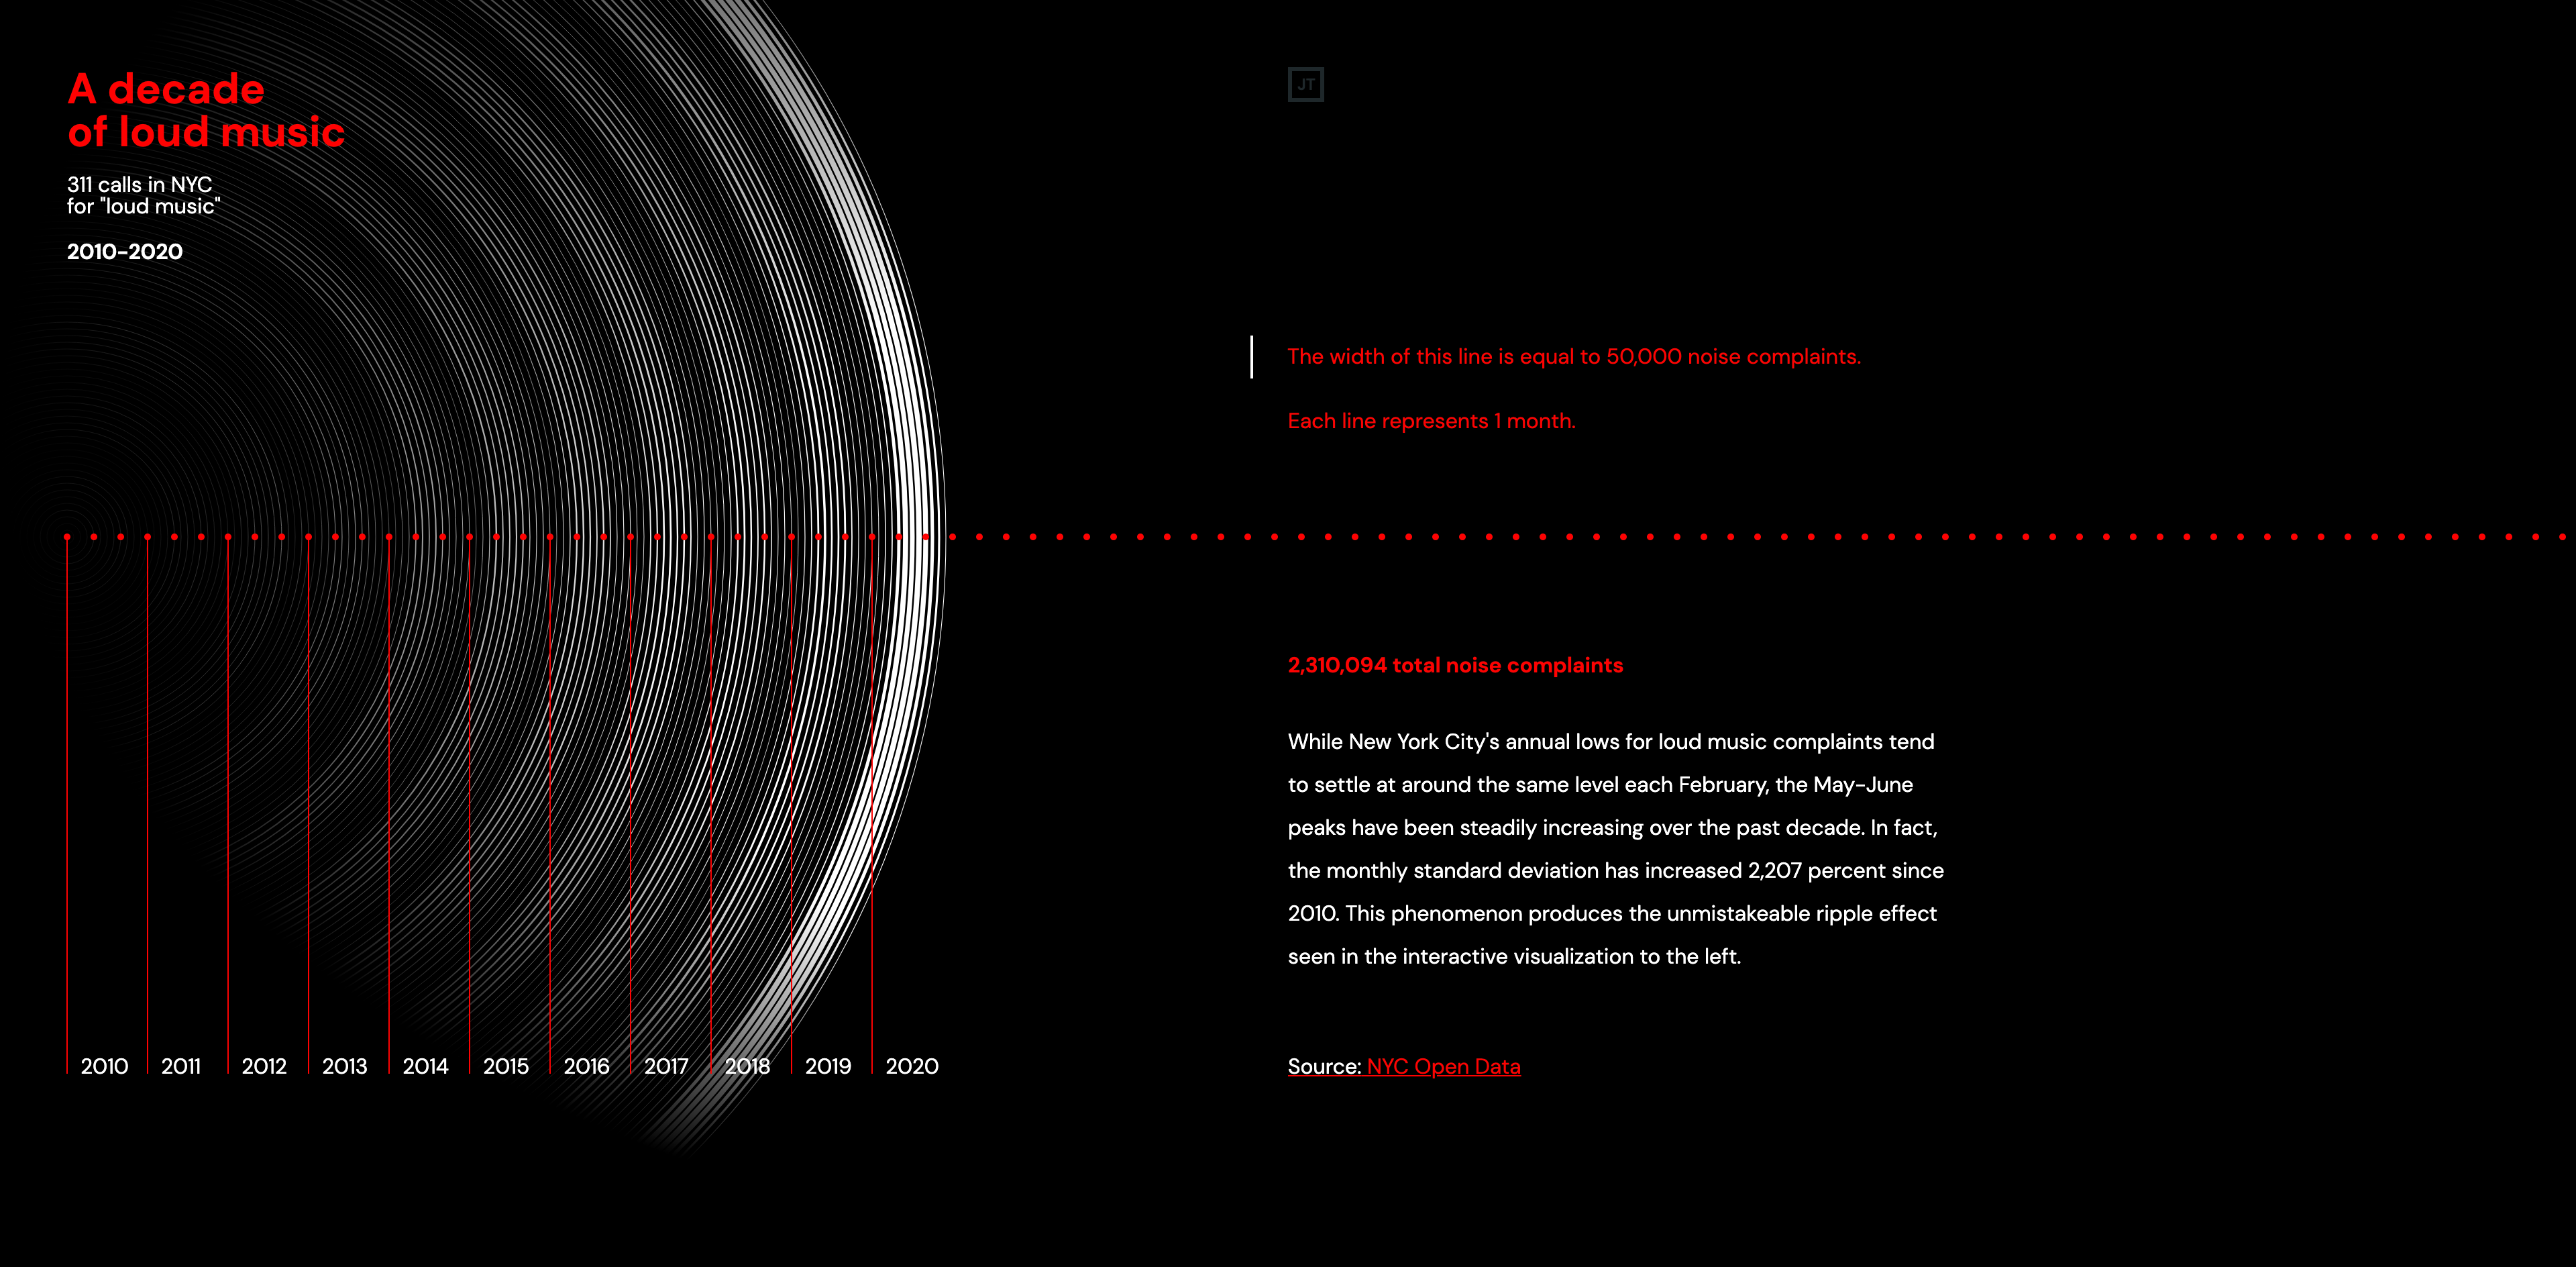 A decade
of loud music
311 calls in NYC
for "loud music"
2010-2020
JT
The width of this line is equal to 50,000 noise complaints.
Each line represents 1 month.
2,310,094 total noise complaints
While New York City's annual lows for loud music complaints tend
to settle at around the same level each February, the May-June
peaks have been steadily increasing over the past decade. In fact,
the monthly standard deviation has increased 2,207 percent since
2010. This phenomenon produces the unmistakeable ripple effect
seen in the interactive visualization to the left.
2010 2011 2012 2013 2014 2015 2016 2017 2018 2019 2020
Source: NYC Open Data